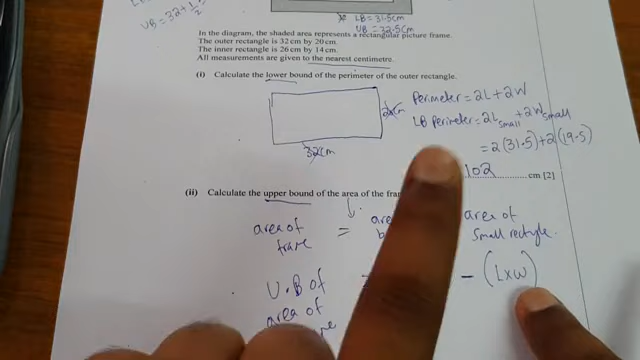 UB = 32 + 1/2
LB = 31.5cm
UB = 32.5cm
In the diagram, the shaded area represents a rectangular picture frame.
The outer rectangle is 32 cm by 20 cm.
The inner rectangle is 26 cm by 14 cm.
All measurements are given to the nearest centimetre.
(i) Calculate the lower bound of the perimeter of the outer rectangle.
Perimeter = 2L + 2W
LB Perimeter = 2L small + 2W small
= 2(31.5) + 2(19.5)
32cm
102 cm [2]
(ii) Calculate the upper bound of the area of the
area of area of
frame = small rectangle.
U.B of - (L×W)
area of